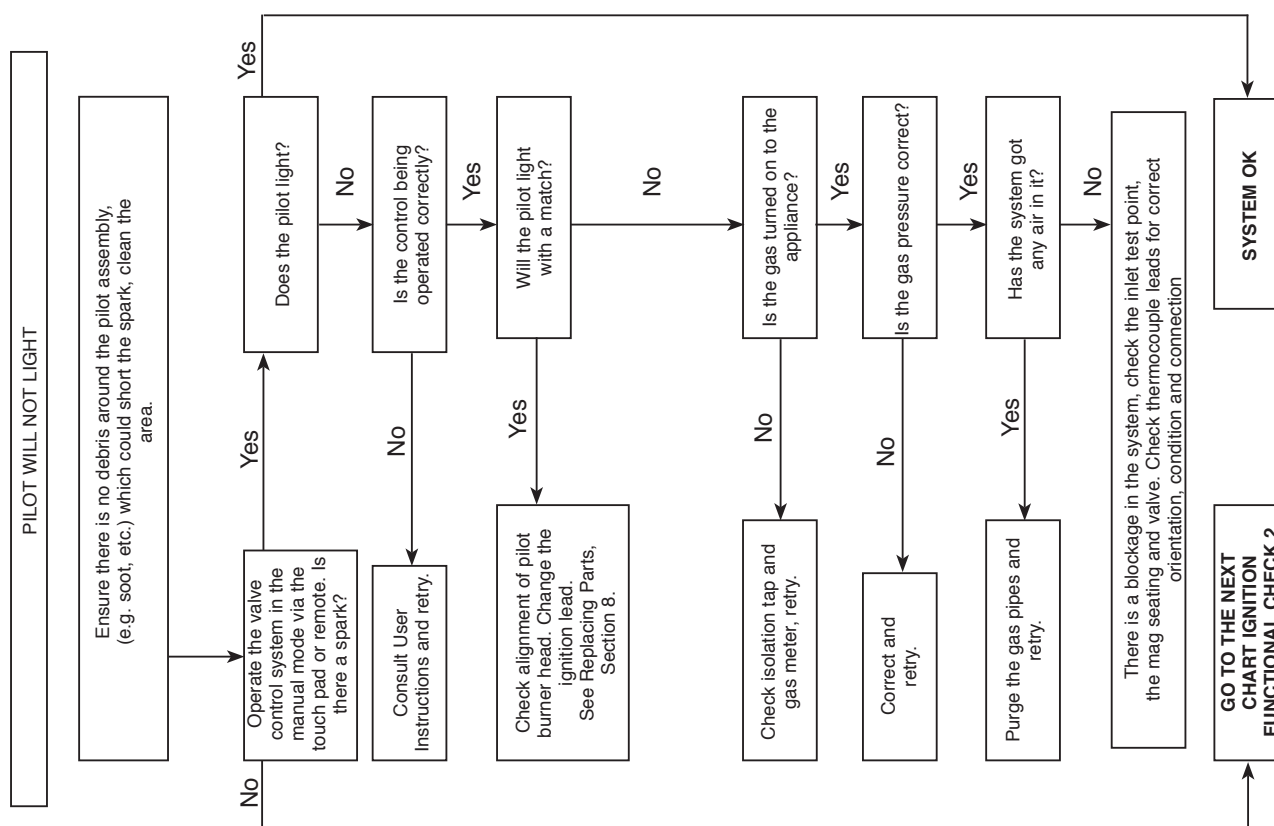 PILOT WILL NOT LIGHT
Ensure there is no debris around the pilot assembly,
(e.g. soot, etc.) which could short the spark, clean the
area.
Operate the valve
control system in the
manual mode via the
touch pad or remote. Is
there a spark?
No
Yes
Does the pilot light?
Yes
No
Is the control being
operated correctly?
No
Consult User
Instructions and retry.
Yes
Will the pilot light
with a match?
Yes
Check alignment of pilot
burner head. Change the
ignition lead.
See Replacing Parts,
Section 8.
No
Is the gas turned on to the
appliance?
No
Check isolation tap and
gas meter, retry.
Yes
Is the gas pressure correct?
No
Correct and
retry.
Yes
Has the system got
any air in it?
Yes
Purge the gas pipes and
retry.
No
There is a blockage in the system, check the inlet test point,
the mag seating and valve. Check thermocouple leads for correct
orientation, condition and connection
GO TO THE NEXT
CHART IGNITION
FUNCTIONAL CHECK 2
SYSTEM OK